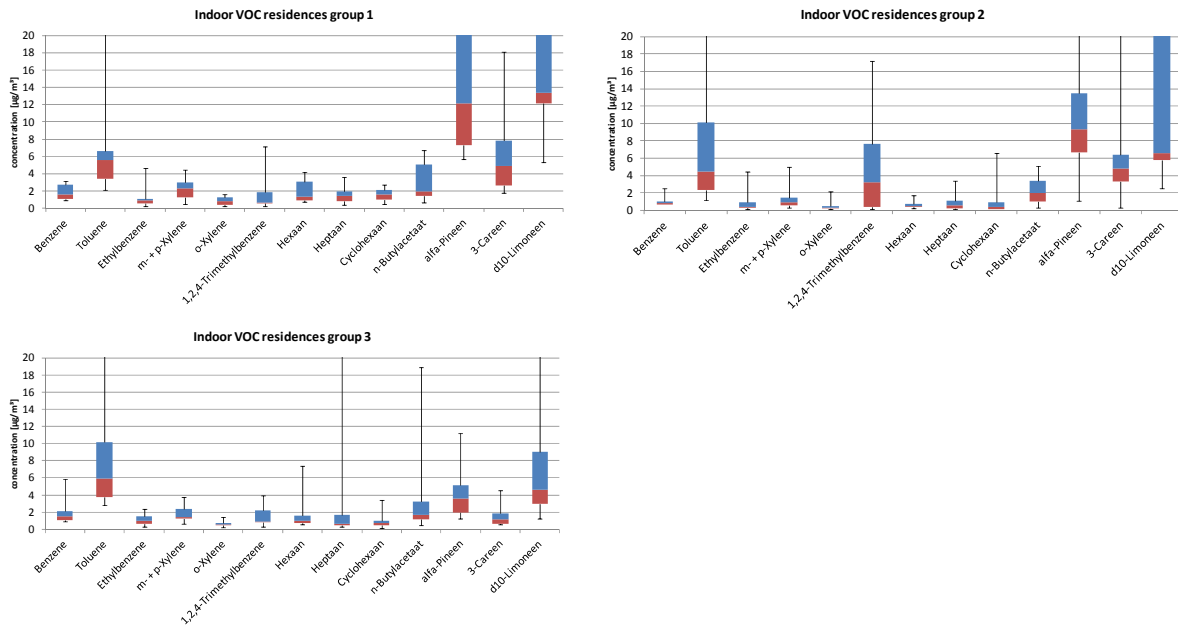 Indoor VOC residences group 1
concentration [µg/m³]
20
18
16
14
12
10
8
6
4
2
0
Benzene
Toluene
Ethylbenzene
m- + p-Xylene
o-Xylene
1,2,4-Trimethylbenzene
Hexaan
Heptaan
Cyclohexaan
n-Butylacetaat
alfa-Pineen
3-Careen
d10-Limoneen
Indoor VOC residences group 2
concentration [µg/m³]
20
18
16
14
12
10
8
6
4
2
0
Benzene
Toluene
Ethylbenzene
m- + p-Xylene
o-Xylene
1,2,4-Trimethylbenzene
Hexaan
Heptaan
Cyclohexaan
n-Butylacetaat
alfa-Pineen
3-Careen
d10-Limoneen
Indoor VOC residences group 3
concentration [µg/m³]
20
18
16
14
12
10
8
6
4
2
0
Benzene
Toluene
Ethylbenzene
m- + p-Xylene
o-Xylene
1,2,4-Trimethylbenzene
Hexaan
Heptaan
Cyclohexaan
n-Butylacetaat
alfa-Pineen
3-Careen
d10-Limoneen